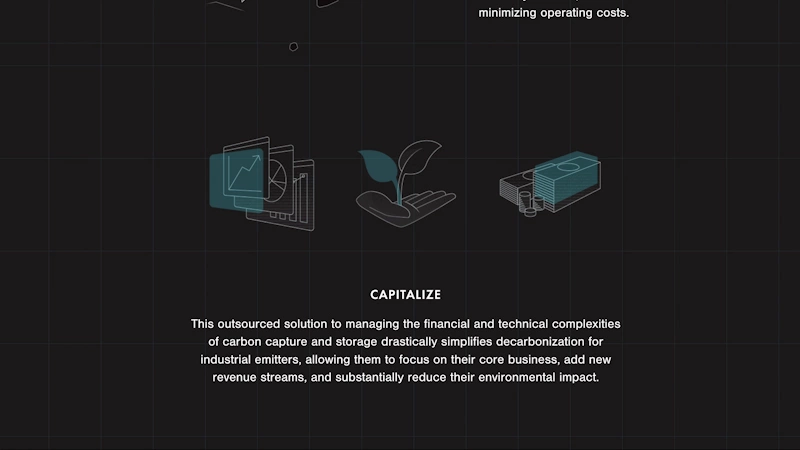 minimizing operating costs.
CAPITALIZE
This outsourced solution to managing the financial and technical complexities
of carbon capture and storage drastically simplifies decarbonization for
industrial emitters, allowing them to focus on their core business, add new
revenue streams, and substantially reduce their environmental impact.